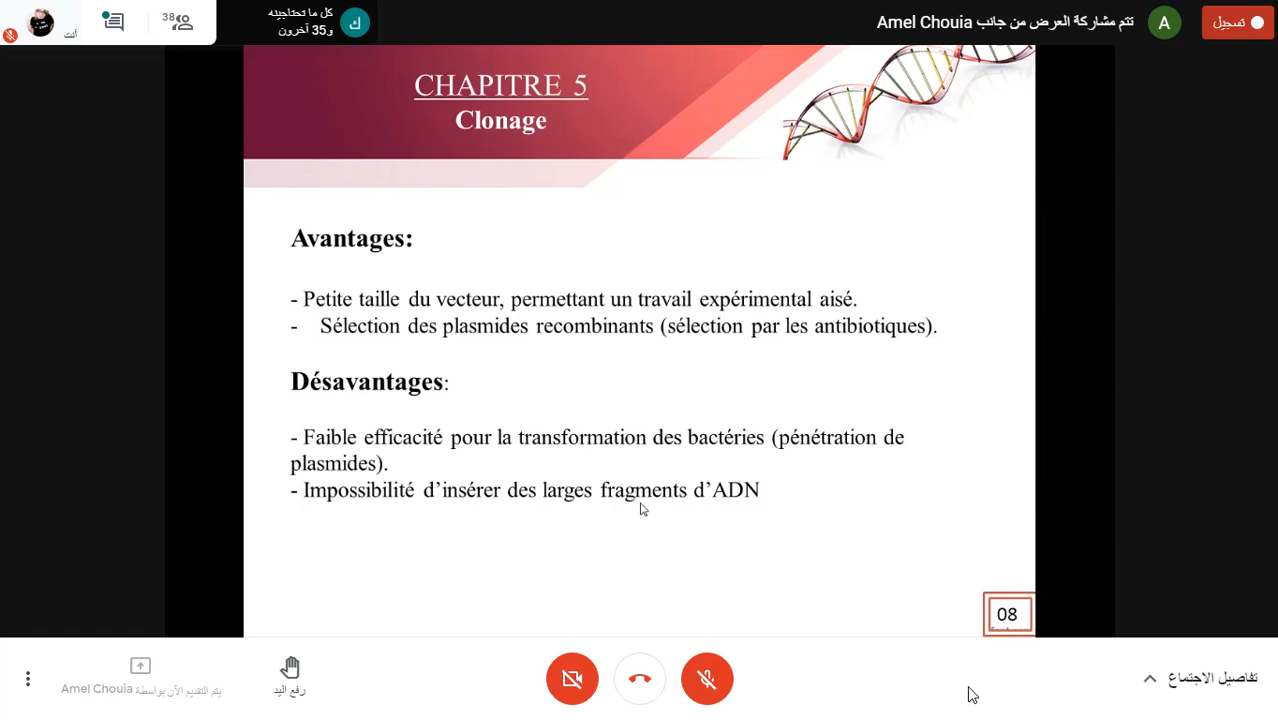 أنت
38
كل ما تحتاجينه
و35 آخرون
ك
تتم مشاركة العرض من جانب Amel Chouia
A
تسجيل
CHAPITRE 5
Clonage
Avantages:
- Petite taille du vecteur, permettant un travail expérimental aisé.
- Sélection des plasmides recombinants (sélection par les antibiotiques).
Désavantages:
- Faible efficacité pour la transformation des bactéries (pénétration de
plasmides).
- Impossibilité d’insérer des larges fragments d’ADN
08
يتم التقديم الآن بواسطة Amel Chouia
رفع اليد
تفاصيل الاجتماع